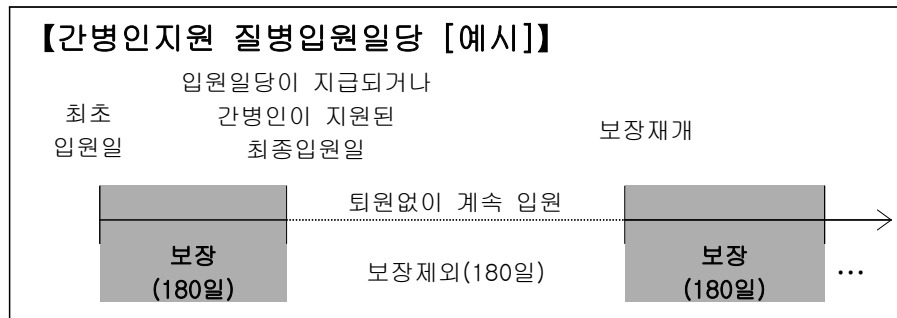 【간병인지원 질병입원일당 [예시]】
최초
입원일
입원일당이 지급되거나
간병인이 지원된
최종입원일
보장재개
퇴원없이 계속 입원
보장
(180일)
보장제외(180일)
보장
(180일)
…